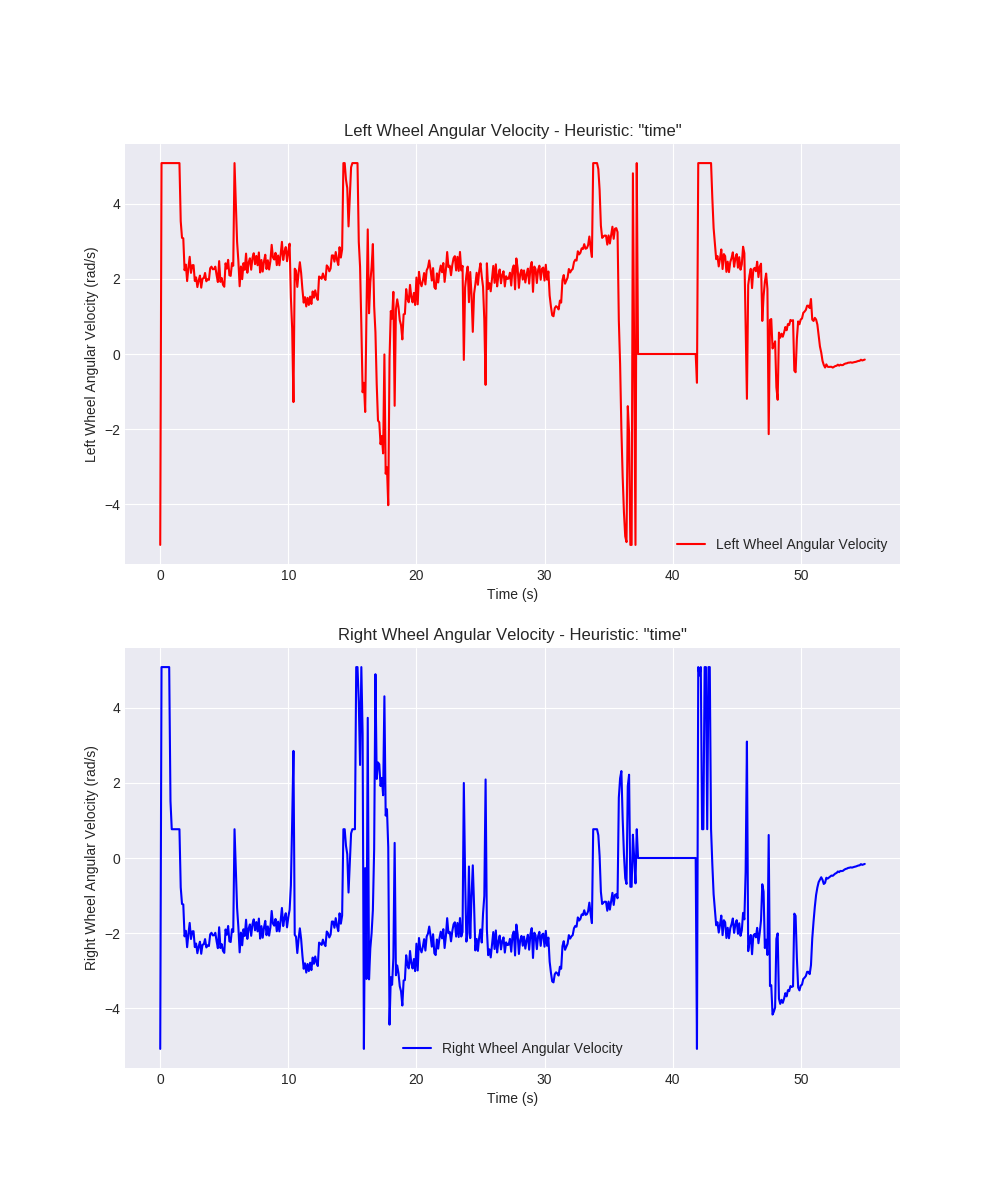 Left Wheel Angular Velocity - Heuristic: "time"
Left Wheel Angular Velocity (rad/s)
4
2
0
−2
−4
Left Wheel Angular Velocity
0 10 20 30 40 50
Time (s)
Right Wheel Angular Velocity - Heuristic: "time"
Right Wheel Angular Velocity (rad/s)
4
2
0
−2
−4
Right Wheel Angular Velocity
0 10 20 30 40 50
Time (s)